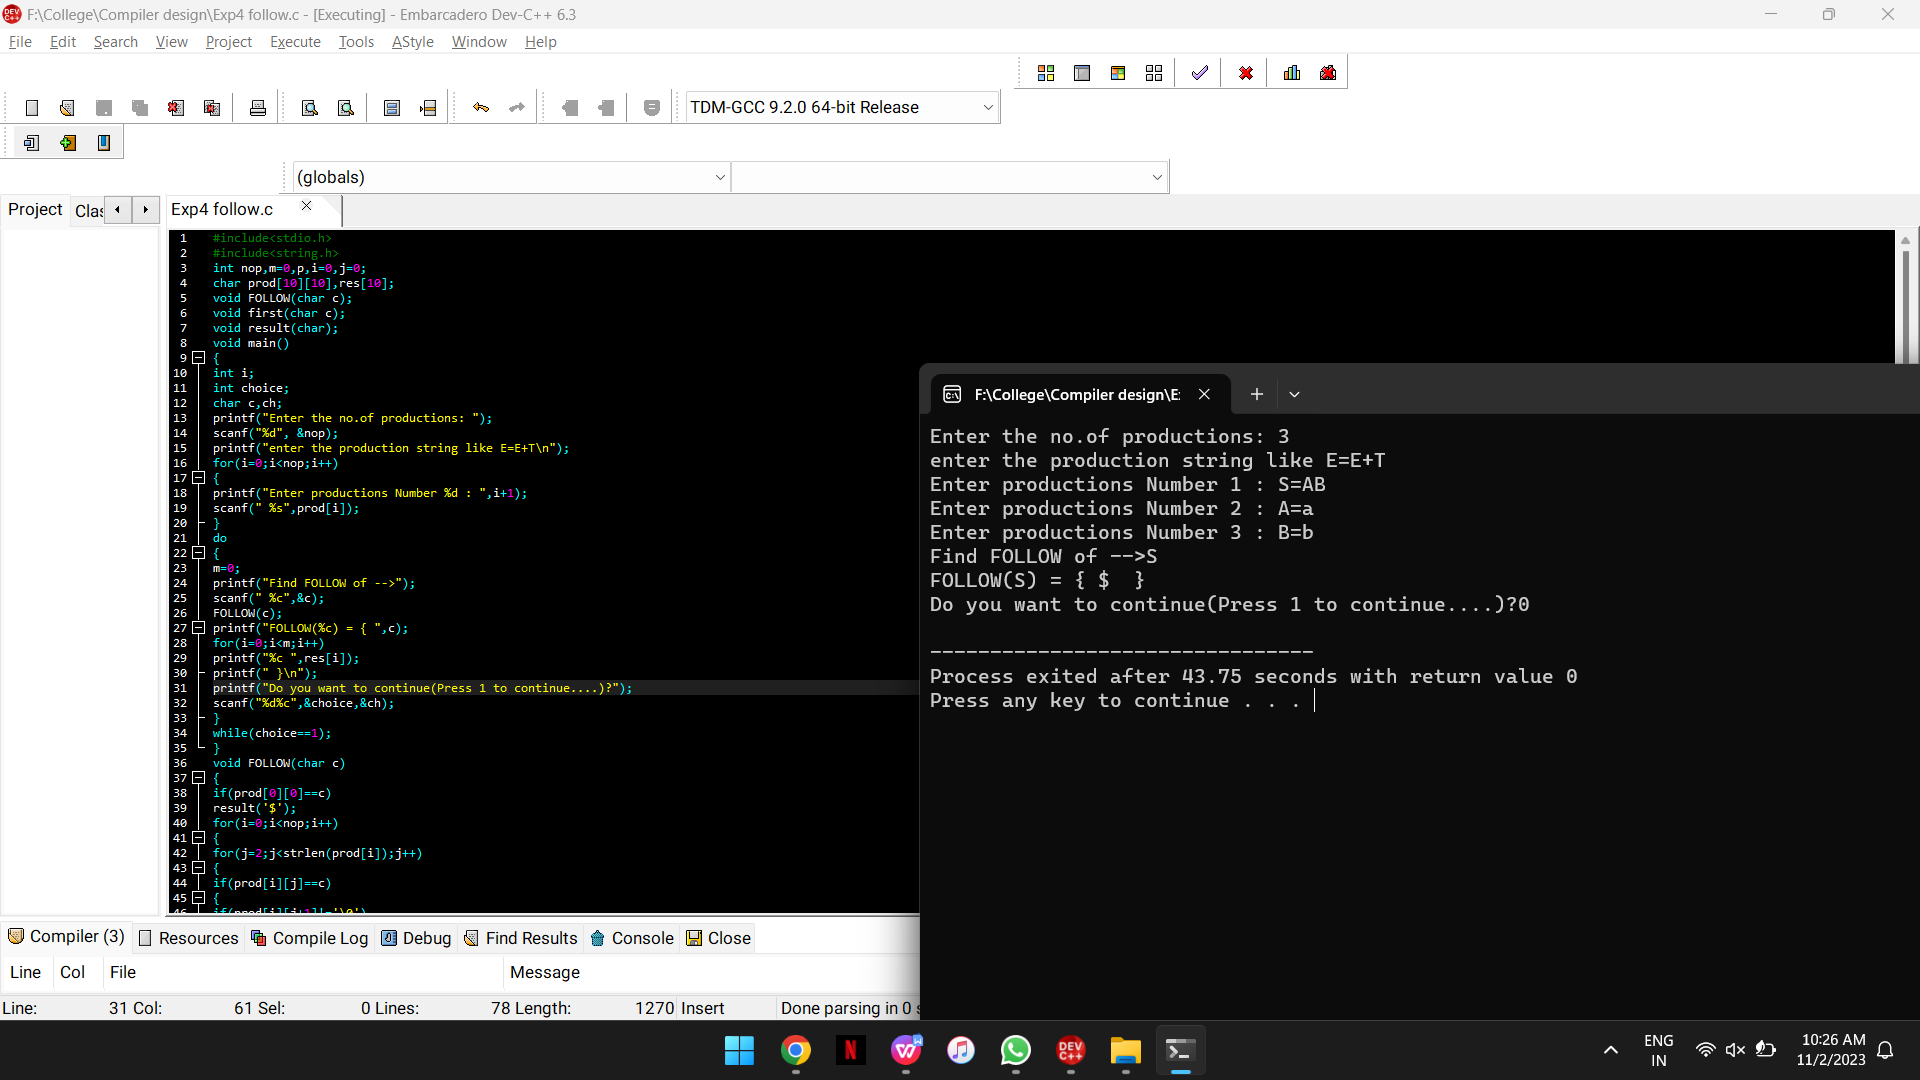 F:\College\Compiler design\Exp4 follow.c - [Executing] - Embarcadero Dev-C++ 6.3
File Edit Search View Project Execute Tools AStyle Window Help
TDM-GCC 9.2.0 64-bit Release
(globals)
Project Clas
Exp4 follow.c
1 #include<stdio.h>
2 #include<string.h>
3 int nop,m=0,p,i=0,j=0;
4 char prod[10][10],res[10];
5 void FOLLOW(char c);
6 void first(char c);
7 void result(char);
8 void main()
9 {
10 int i;
11 int choice;
12 char c,ch;
13 printf("Enter the no.of productions: ");
14 scanf("%d", &nop);
15 printf("enter the production string like E=E+T\n");
16 for(i=0;i<nop;i++)
17 {
18 printf("Enter productions Number %d : ",i+1);
19 scanf(" %s",prod[i]);
20 }
21 do
22 {
23 m=0;
24 printf("Find FOLLOW of -->");
25 scanf(" %c",&c);
26 FOLLOW(c);
27 printf("FOLLOW(%c) = { ",c);
28 for(i=0;i<m;i++)
29 printf("%c ",res[i]);
30 printf(" }\n");
31 printf("Do you want to continue(Press 1 to continue....)?");
32 scanf("%d%c",&choice,&ch);
33 }
34 while(choice==1);
35 }
36 void FOLLOW(char c)
37 {
38 if(prod[0][0]==c)
39 result('$');
40 for(i=0;i<nop;i++)
41 {
42 for(j=2;j<strlen(prod[i]);j++)
43 {
44 if(prod[i][j]==c)
45 {
46 if(prod[i][j+1]!='\0')
F:\College\Compiler design\E:
Enter the no.of productions: 3
enter the production string like E=E+T
Enter productions Number 1 : S=AB
Enter productions Number 2 : A=a
Enter productions Number 3 : B=b
Find FOLLOW of -->S
FOLLOW(S) = { $  }
Do you want to continue(Press 1 to continue....)?0
--------------------------------
Process exited after 43.75 seconds with return value 0
Press any key to continue . . .
Compiler (3) Resources Compile Log Debug Find Results Console Close
Line Col File Message
Line: 31 Col: 61 Sel: 0 Lines: 78 Length: 1270 Insert Done parsing in 0 s
DEV C++
ENG
IN
10:26 AM
11/2/2023